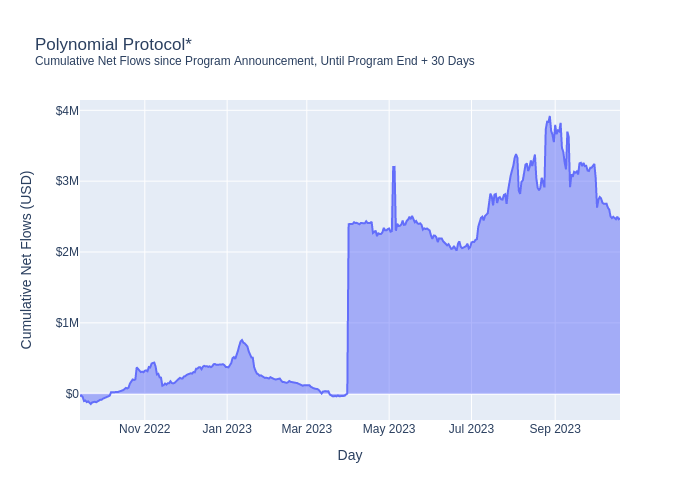 Polynomial Protocol*
Cumulative Net Flows since Program Announcement, Until Program End + 30 Days
Cumulative Net Flows (USD)
$4M
$3M
$2M
$1M
$0
Nov 2022
Jan 2023
Mar 2023
May 2023
Jul 2023
Sep 2023
Day